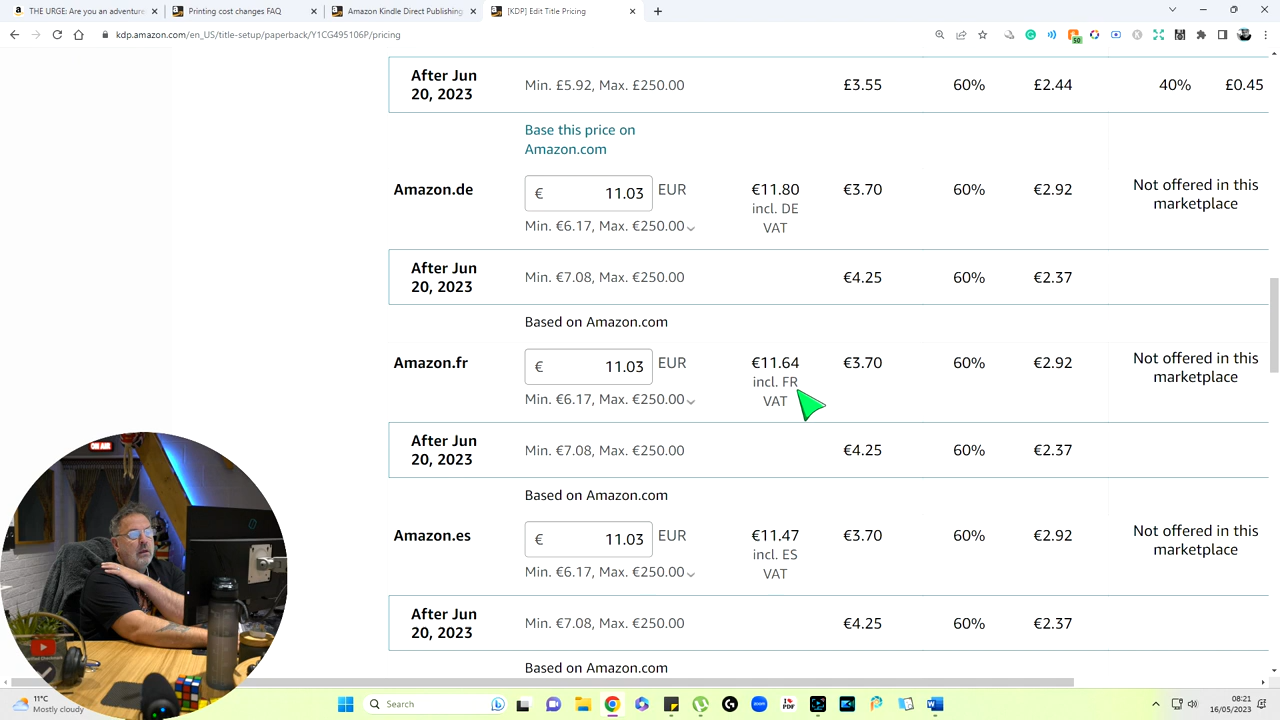 THE URGE: Are you an adventure
Printing cost changes FAQ
Amazon Kindle Direct Publishing
[KDP] Edit Title Pricing
kdp.amazon.com/en_US/title-setup/paperback/Y1CG495106P/pricing
50
After Jun 20, 2023
Min. £5.92, Max. £250.00 £3.55 60% £2.44 40% £0.45
Base this price on
Amazon.com
Amazon.de € 11.03 EUR €11.80 €3.70 60% €2.92 Not offered in this
incl. DE marketplace
Min. €6.17, Max. €250.00 VAT
After Jun
20, 2023 Min. €7.08, Max. €250.00 €4.25 60% €2.37
Based on Amazon.com
Amazon.fr € 11.03 EUR €11.64 €3.70 60% €2.92 Not offered in this
incl. FR marketplace
Min. €6.17, Max. €250.00 VAT
After Jun
20, 2023 Min. €7.08, Max. €250.00 €4.25 60% €2.37
Based on Amazon.com
Amazon.es € 11.03 EUR €11.47 €3.70 60% €2.92 Not offered in this
incl. ES marketplace
Min. €6.17, Max. €250.00 VAT
After Jun
20, 2023 Min. €7.08, Max. €250.00 €4.25 60% €2.37
Based on Amazon.com
ON AIR
11°C
Mostly cloudy
Search
08:21
16/05/2023